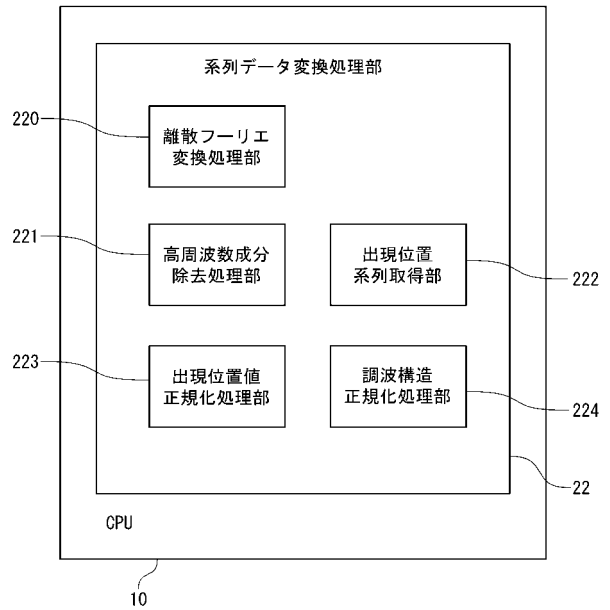 系列データ変換処理部
220
離散フーリエ
変換処理部
221
高周波数成分
除去処理部
出現位置
系列取得部
222
223
出現位置値
正規化処理部
調波構造
正規化処理部
224
22
CPU
10